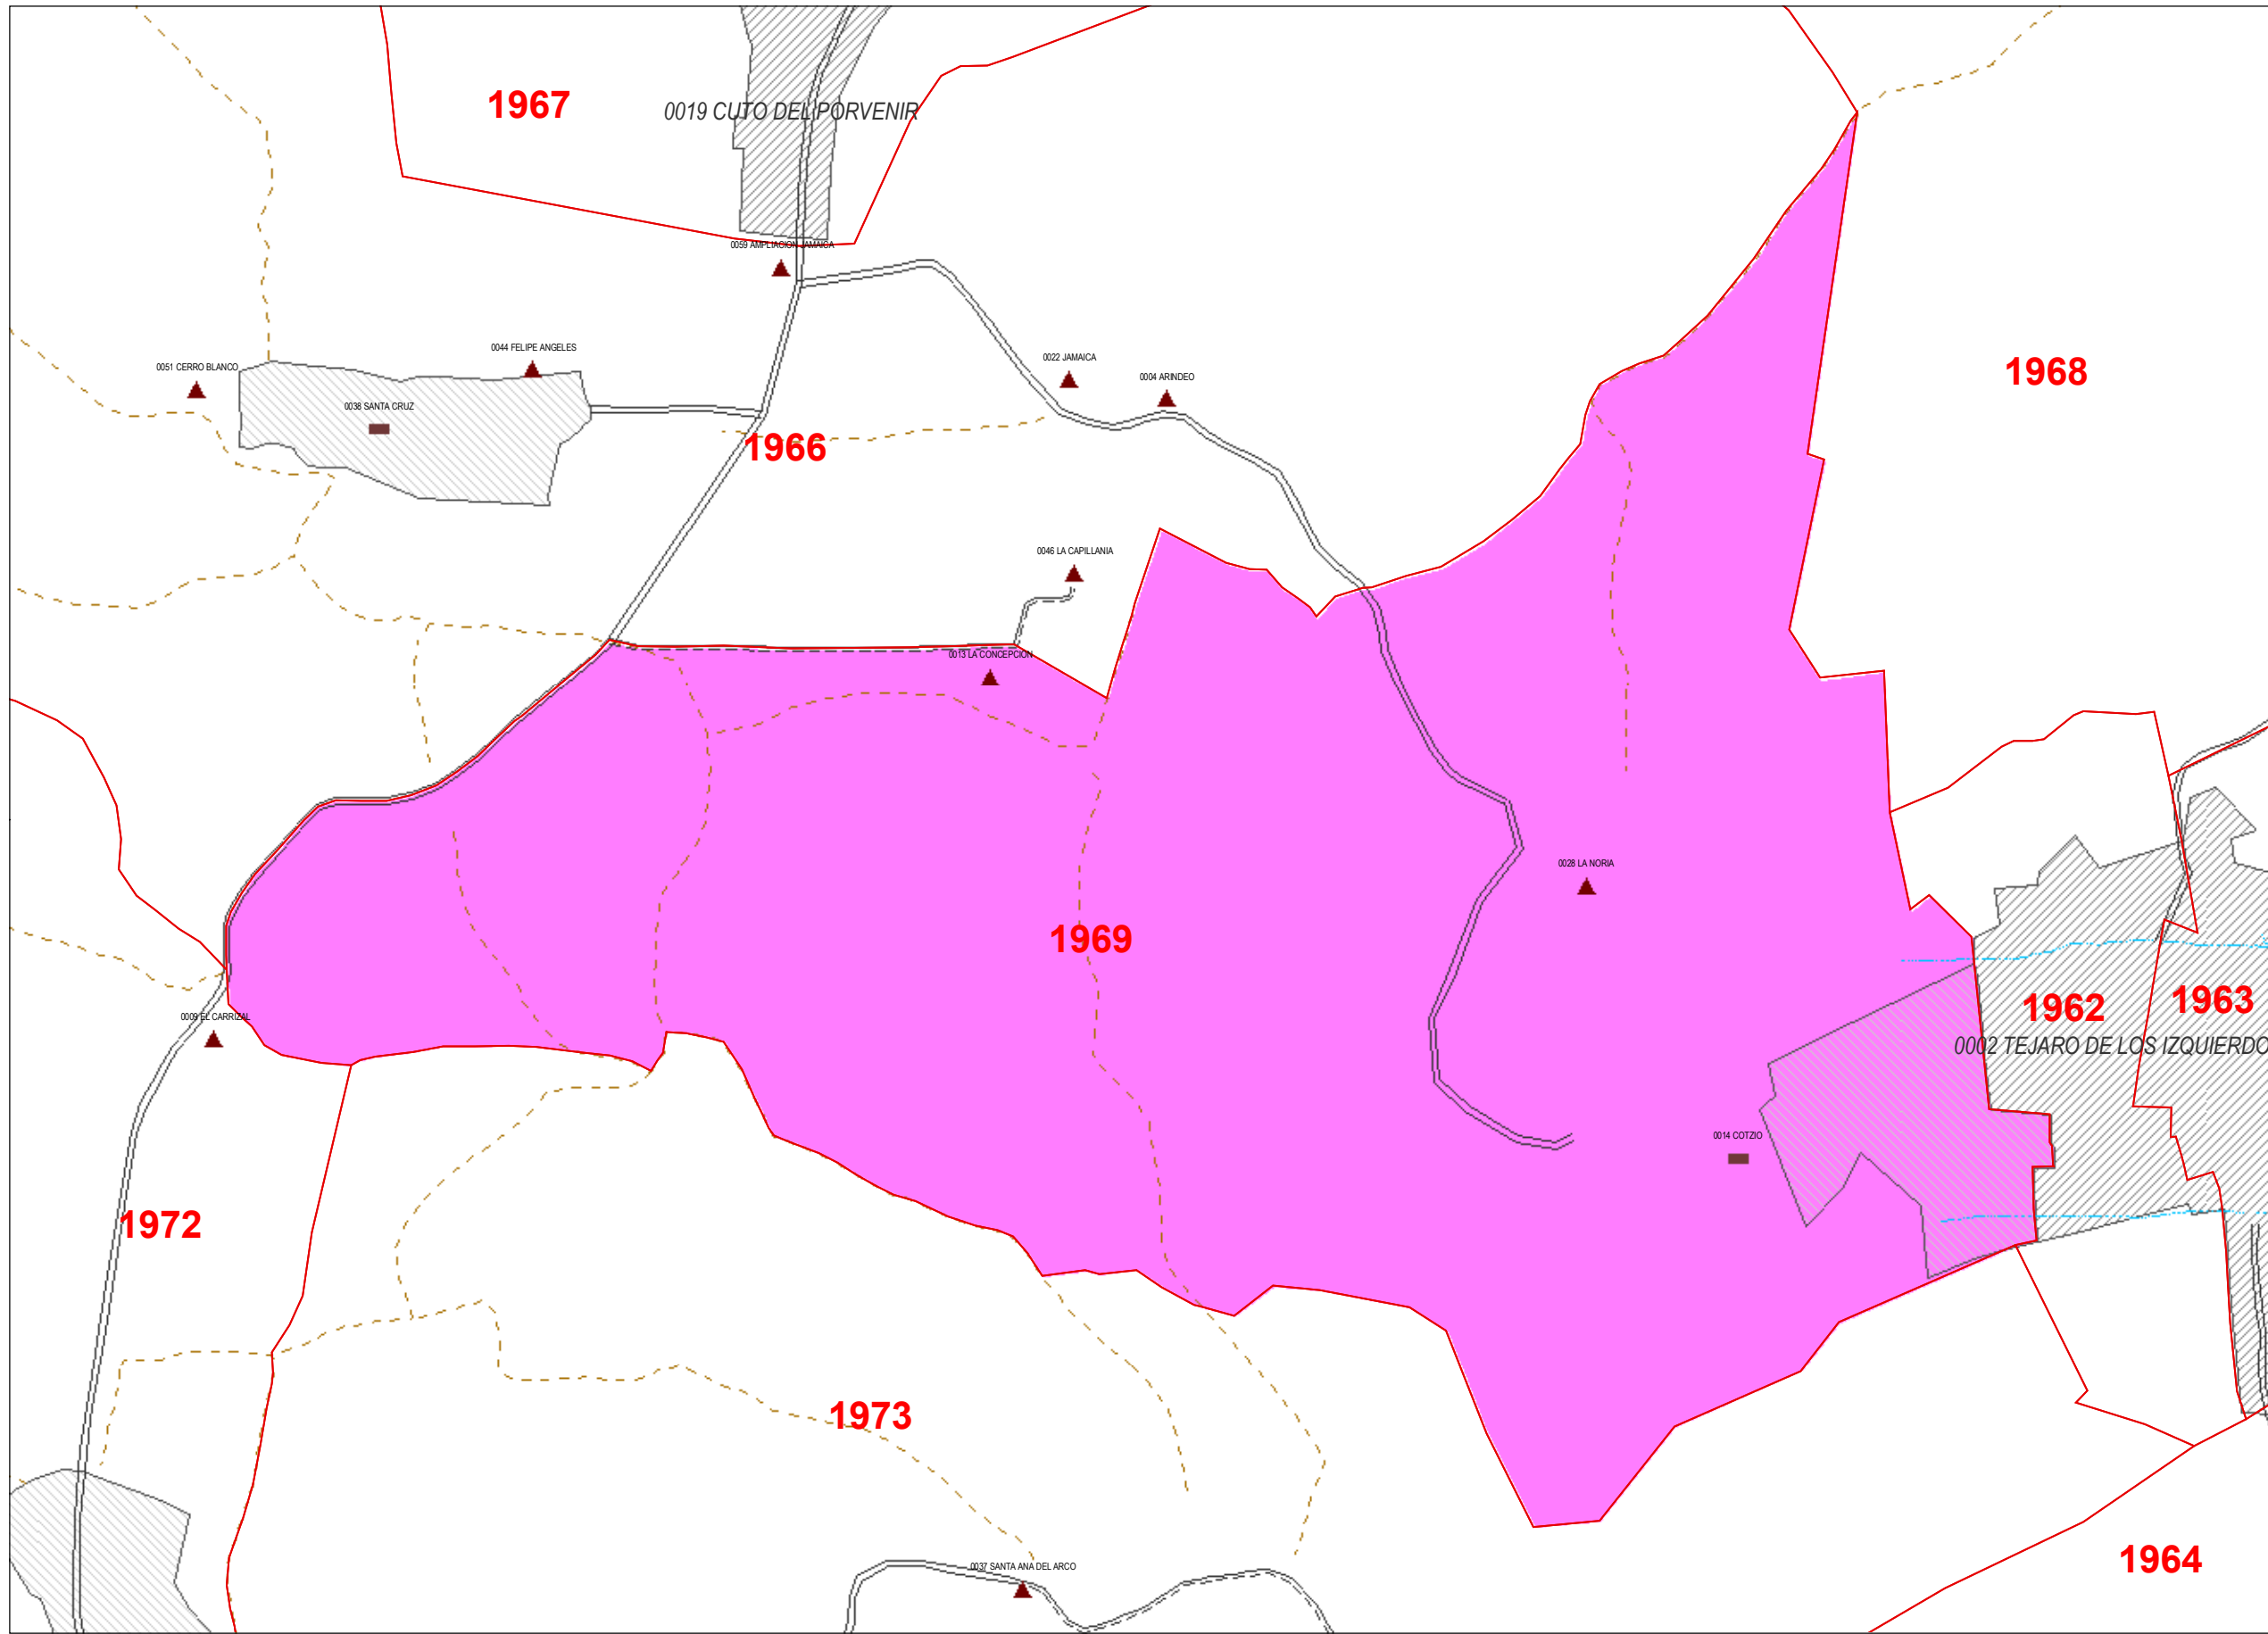 1967
0019 CUTO DEL PORVENIR
0059 AMPLIACION JAMAICA
0044 FELIPE ANGELES
0051 CERRO BLANCO
0022 JAMAICA
0004 ARINDEO
1968
0038 SANTA CRUZ
1966
0046 LA CAPILLANIA
0013 LA CONCEPCION
0028 LA NORIA
1969
1962
1963
0009 EL CARRIZAL
0002 TEJARO DE LOS IZQUIERDO
0014 COTZIO
1972
1973
1964
0037 SANTA ANA DEL ARCO